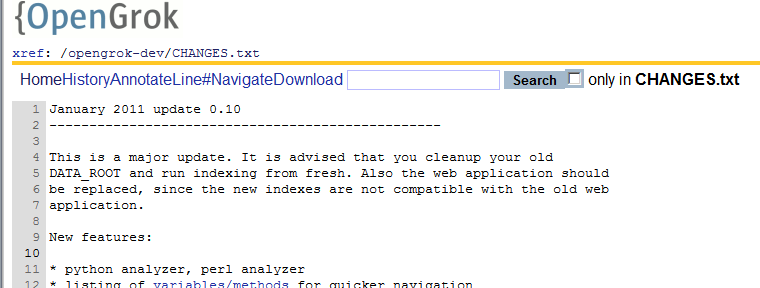 {OpenGrok
xref: /opengrok-dev/CHANGES.txt
HomeHistoryAnnotateLine#NavigateDownload Search only in CHANGES.txt
1 January 2011 update 0.10
2 -------------------------------------------------
3
4 This is a major update. It is advised that you cleanup your old
5 DATA_ROOT and run indexing from fresh. Also the web application should
6 be replaced, since the new indexes are not compatible with the old web
7 application.
8
9 New features:
10
11 * python analyzer, perl analyzer
12 * listing of variables/methods for quicker navigation